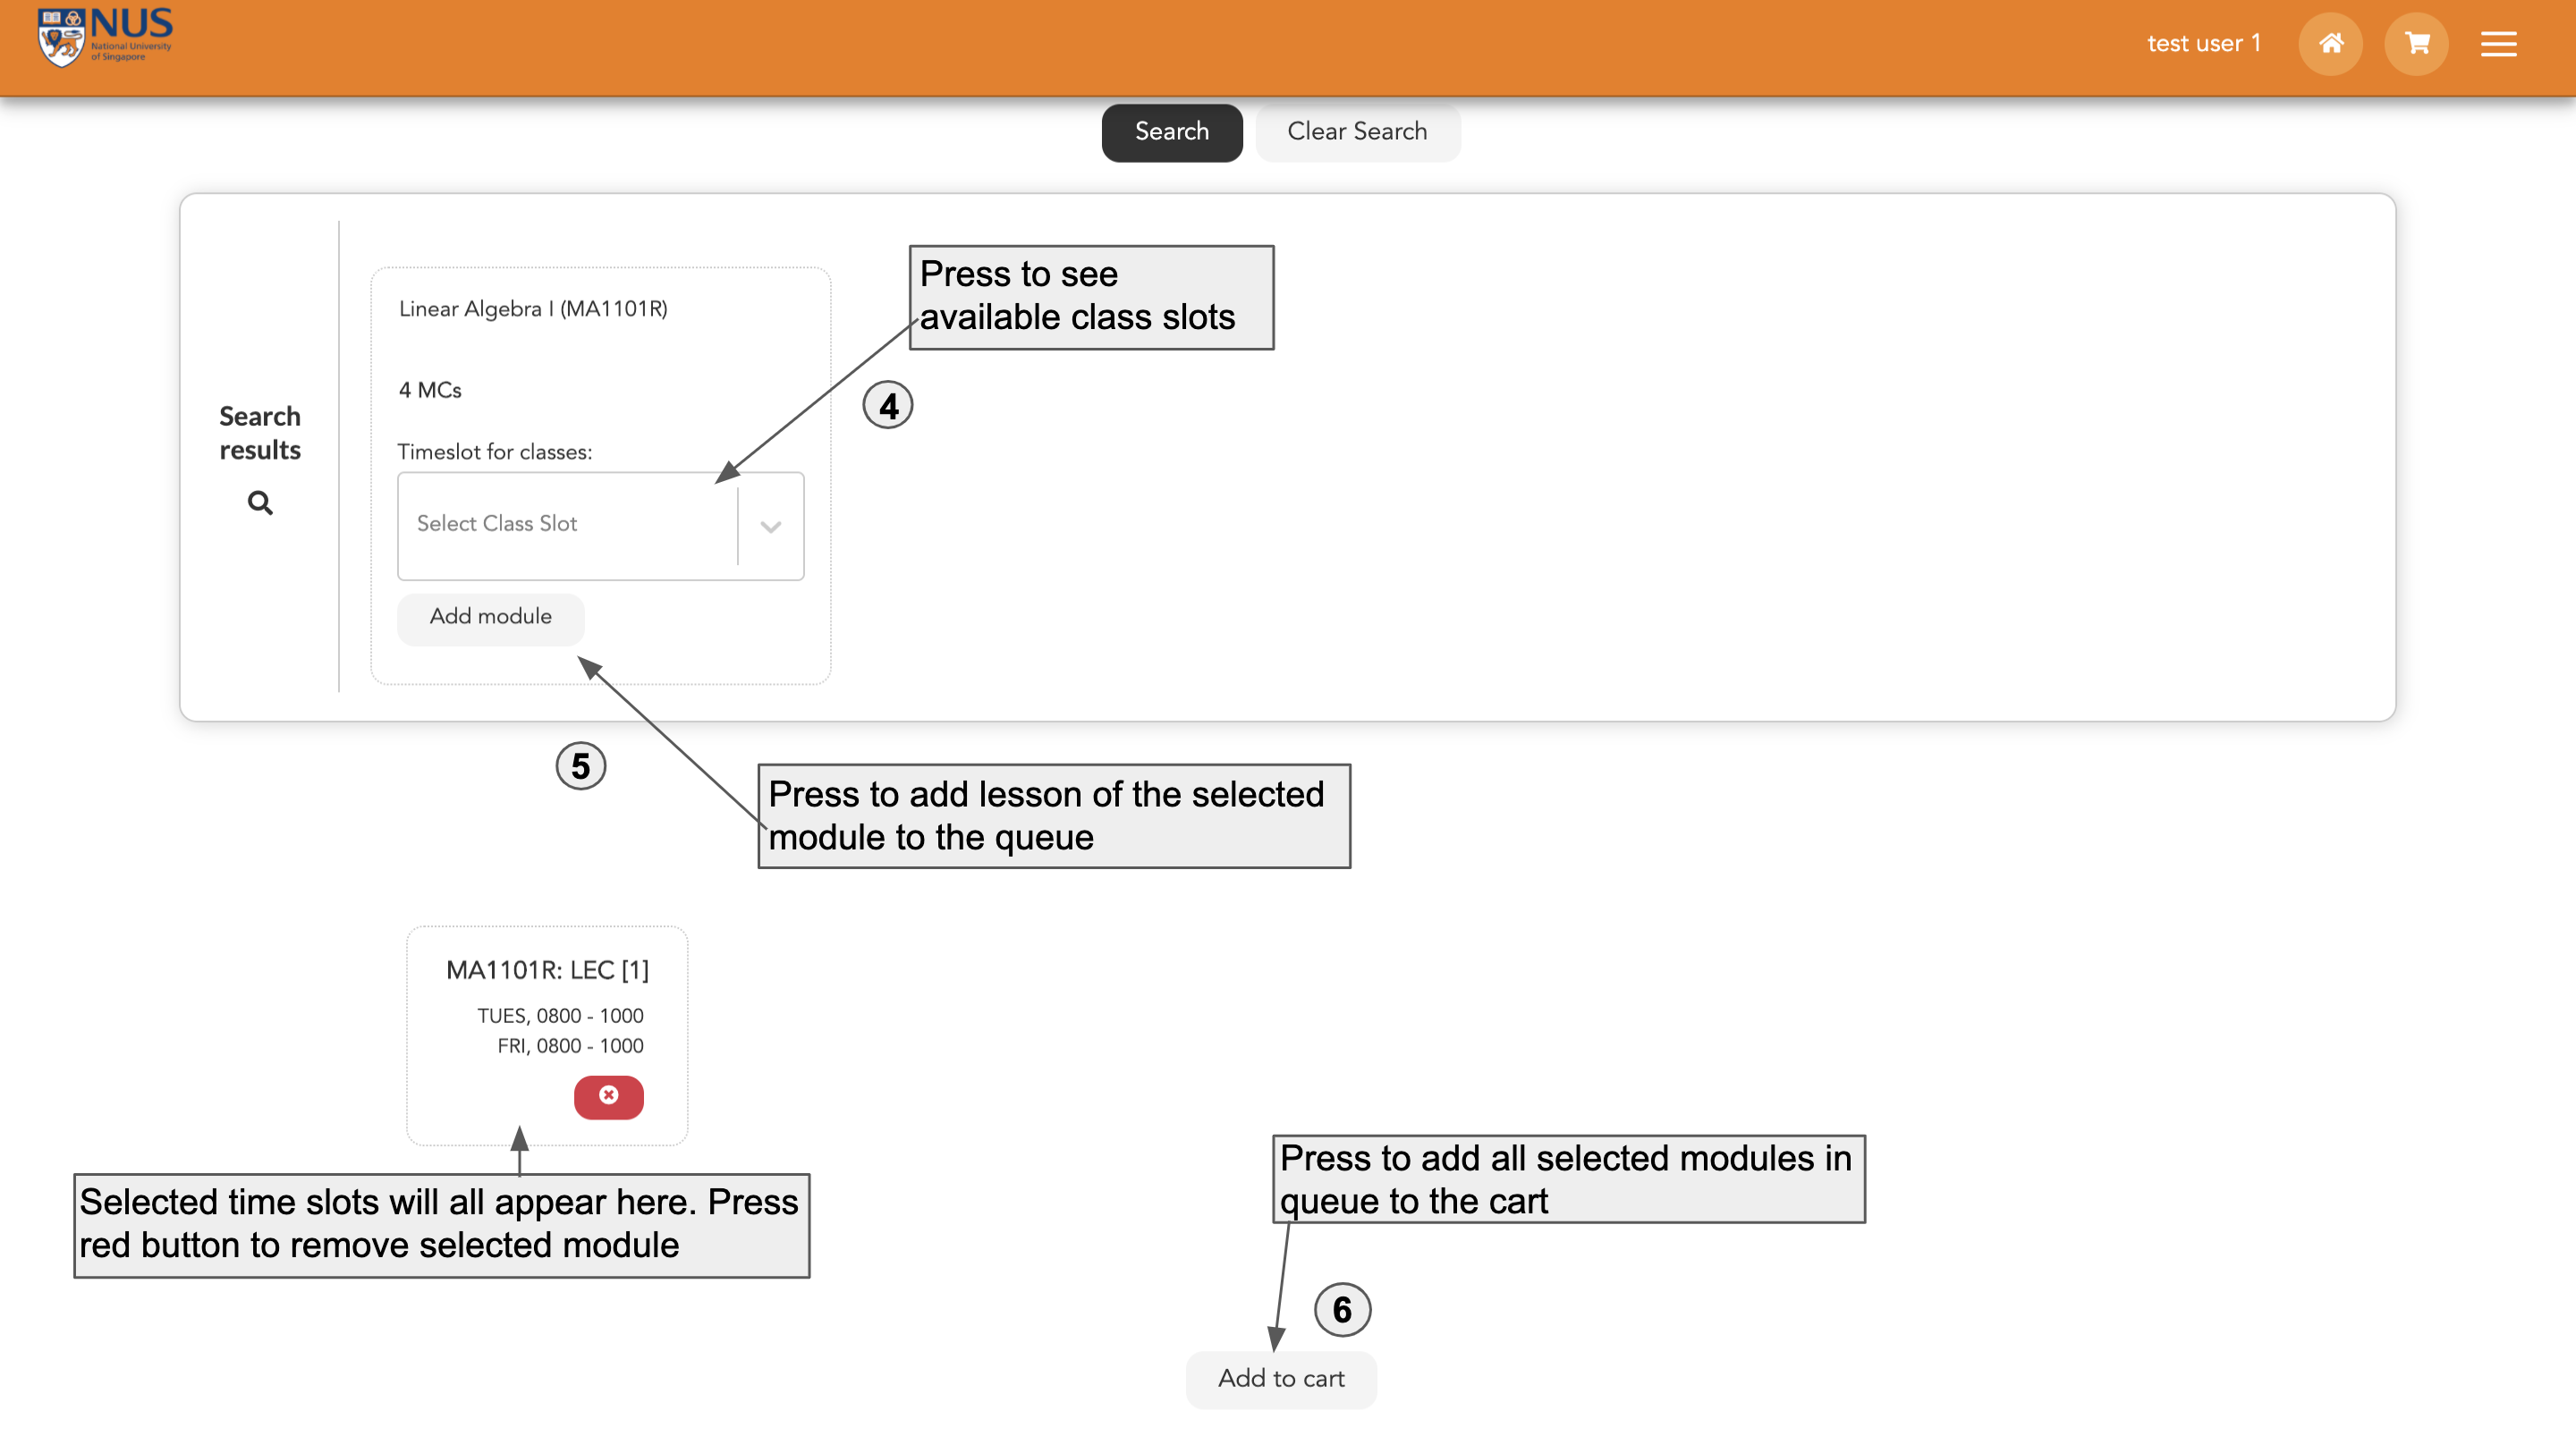 NUS
National University
of Singapore
test user 1
Search
Clear Search
Press to see
available class slots
Linear Algebra I (MA1101R)
4 MCs
4
Search
results
Timeslot for classes:
Select Class Slot
Add module
5
Press to add lesson of the selected
module to the queue
MA1101R: LEC [1]
TUES, 0800 - 1000
FRI, 0800 - 1000
Selected time slots will all appear here. Press
red button to remove selected module
Press to add all selected modules in
queue to the cart
6
Add to cart